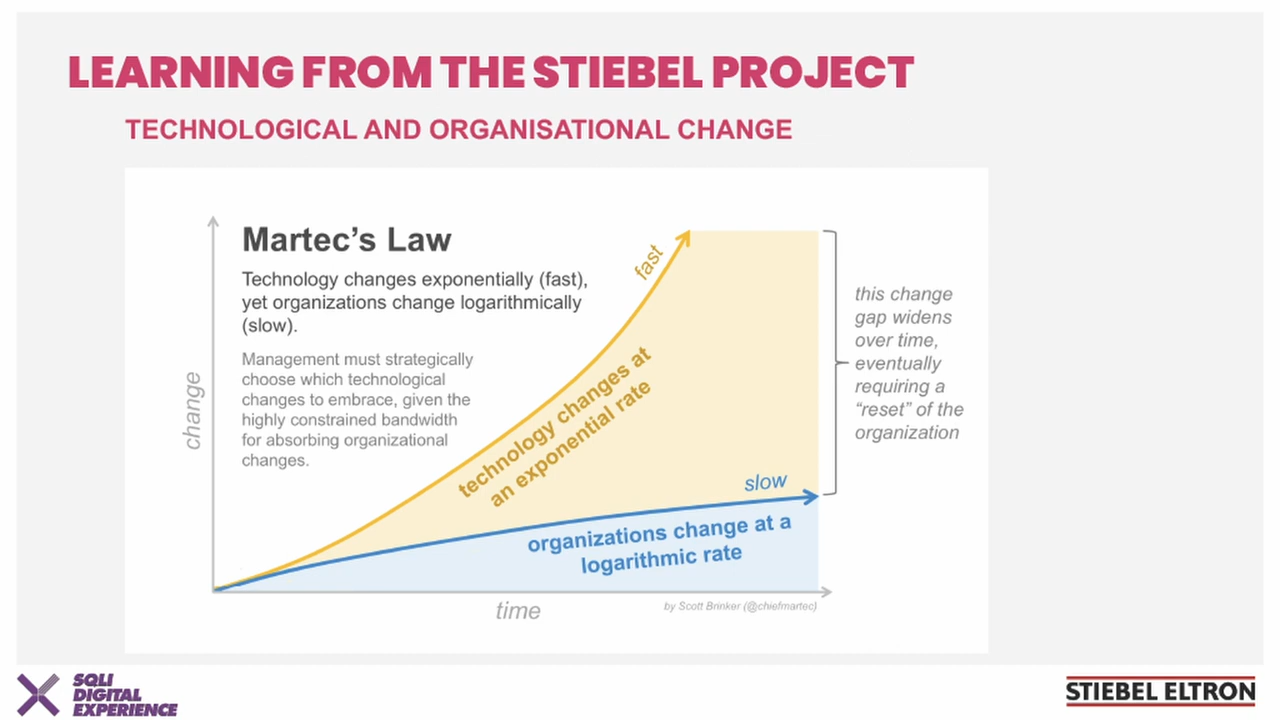 LEARNING FROM THE STIEBEL PROJECT
TECHNOLOGICAL AND ORGANISATIONAL CHANGE
Martec’s Law
Technology changes exponentially (fast),
yet organizations change logarithmically
(slow).
Management must strategically
choose which technological
changes to embrace, given the
highly constrained bandwidth
for absorbing organizational
changes.
change
fast
technology changes at
an exponential rate
slow
organizations change at a
logarithmic rate
this change
gap widens
over time,
eventually
requiring a
“reset” of the
organization
time
by Scott Brinker (@chiefmartec)
SQLI
DIGITAL
EXPERIENCE
STIEBEL ELTRON